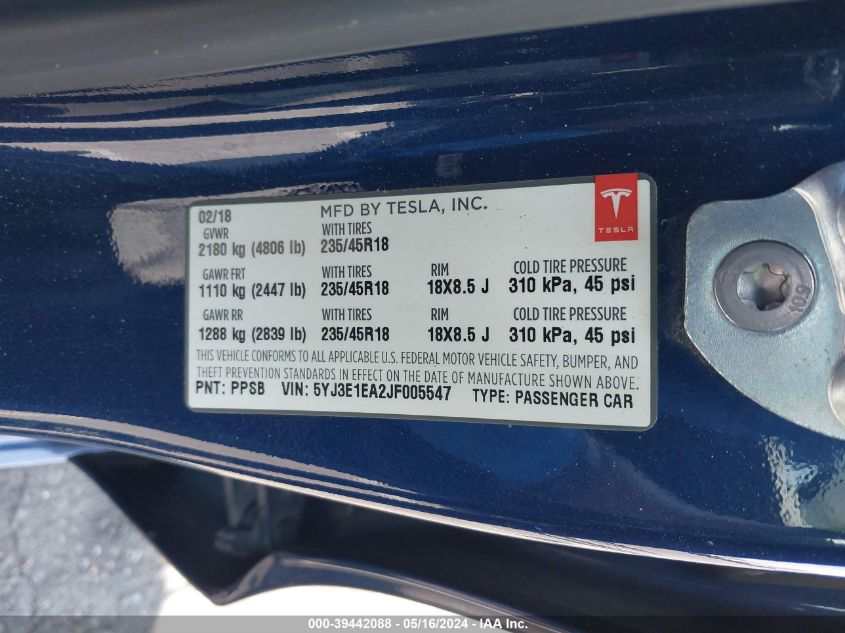 02/18 MFD BY TESLA, INC.
GVWR WITH TIRES
2180 kg (4806 lb) 235/45R18
GAWR FRT WITH TIRES RIM COLD TIRE PRESSURE
1110 kg (2447 lb) 235/45R18 18X8.5 J 310 kPa, 45 psi
GAWR RR WITH TIRES RIM COLD TIRE PRESSURE
1288 kg (2839 lb) 235/45R18 18X8.5 J 310 kPa, 45 psi
THIS VEHICLE CONFORMS TO ALL APPLICABLE U.S. FEDERAL MOTOR VEHICLE SAFETY, BUMPER, AND
THEFT PREVENTION STANDARDS IN EFFECT ON THE DATE OF MANUFACTURE SHOWN ABOVE.
PNT: PPSB VIN: 5YJ3E1EA2JF005547 TYPE: PASSENGER CAR
TESLA
10.9
000-39442088 - 05/16/2024 - IAA Inc.